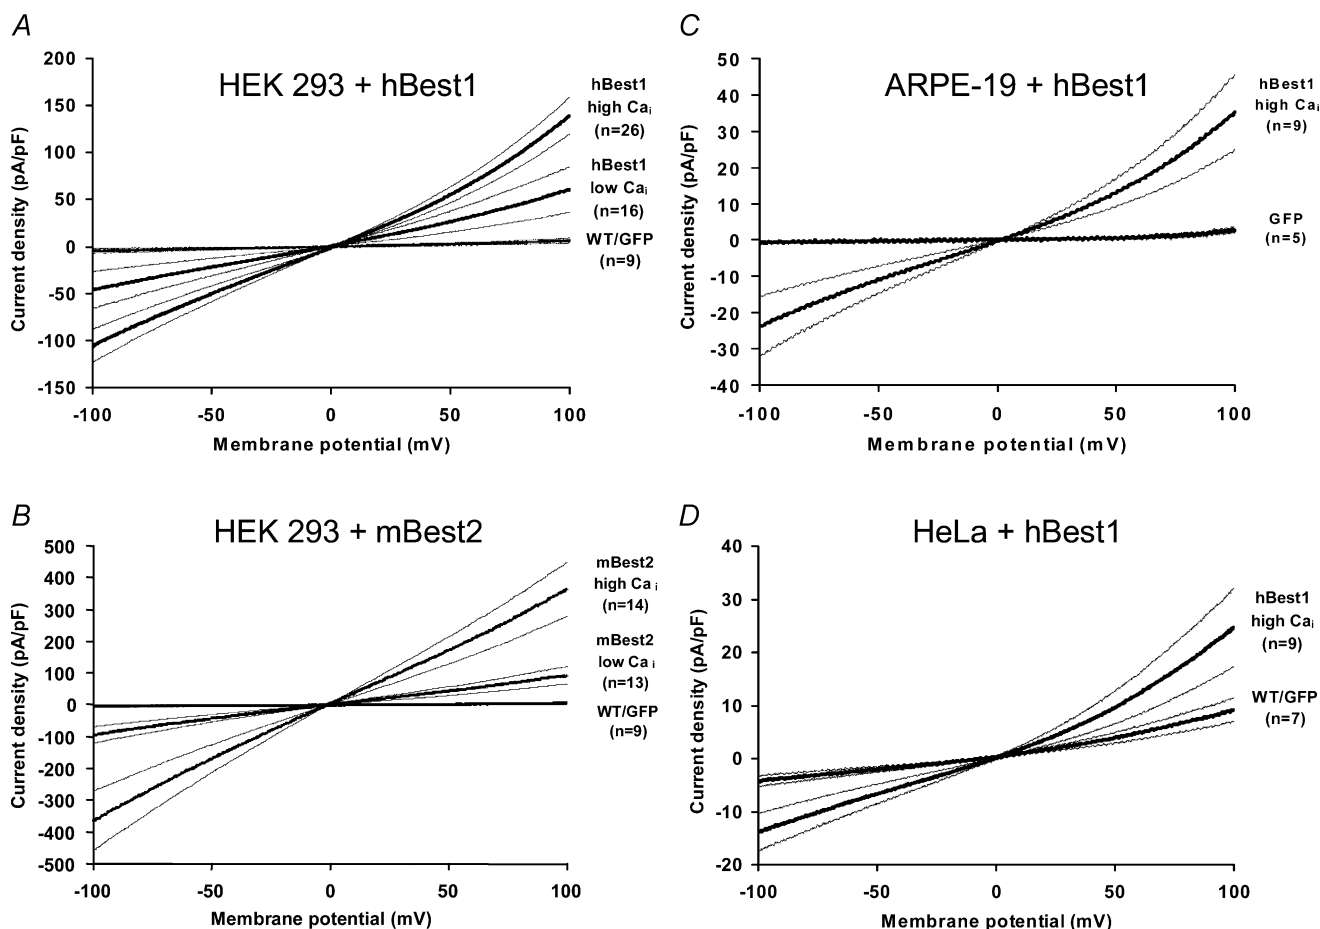 A
HEK 293 + hBest1
Current density (pA/pF)
200
150
100
50
0
-50
-100
-150
-100
-50
0
50
100
Membrane potential (mV)
hBest1
high Cai
(n=26)
hBest1
low Cai
(n=16)
WT/GFP
(n=9)
C
ARPE-19 + hBest1
Current density (pA/pF)
50
40
30
20
10
0
-10
-20
-30
-40
-100
-50
0
50
100
Membrane potential (mV)
hBest1
high Cai
(n=9)
GFP
(n=5)
B
HEK 293 + mBest2
Current density (pA/pF)
500
400
300
200
100
0
-100
-200
-300
-400
-500
-100
-50
0
50
100
Membrane potential (mV)
mBest2
high Ca i
(n=14)
mBest2
low Ca i
(n=13)
WT/GFP
(n=9)
D
HeLa + hBest1
Current density (pA/pF)
40
30
20
10
0
-10
-20
-100
-50
0
50
100
Membrane potential (mV)
hBest1
high Cai
(n=9)
WT/GFP
(n=7)